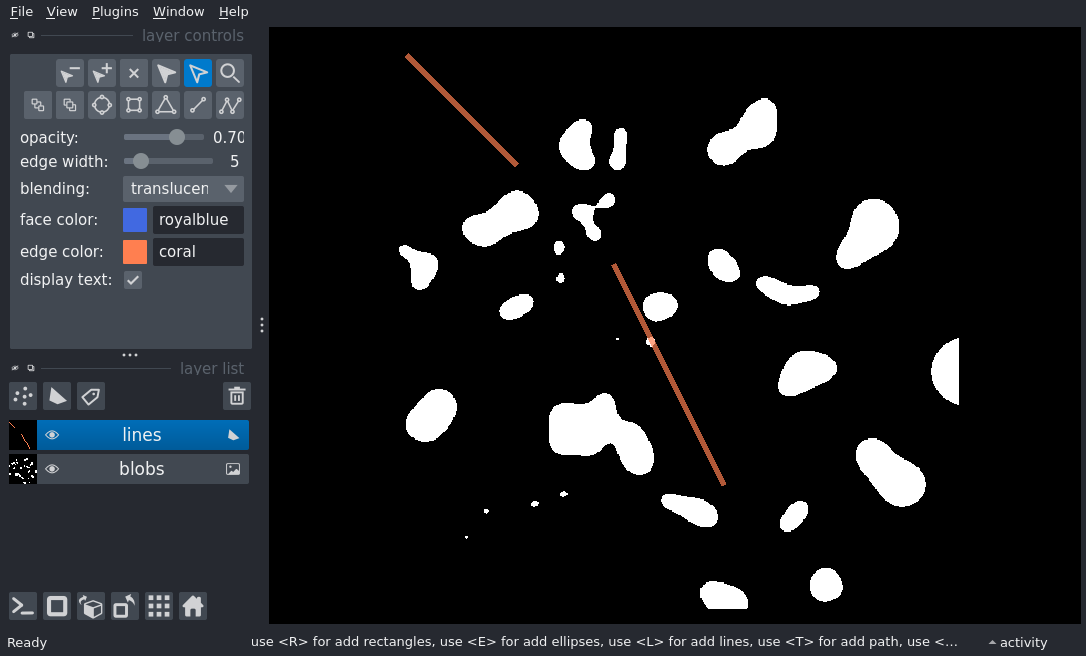 File View Plugins Window Help
layer controls
opacity: 0.70
edge width: 5
blending: translucen
face color: royalblue
edge color: coral
display text:
layer list
lines
blobs
Ready
use <R> for add rectangles, use <E> for add ellipses, use <L> for add lines, use <T> for add path, use <...
activity